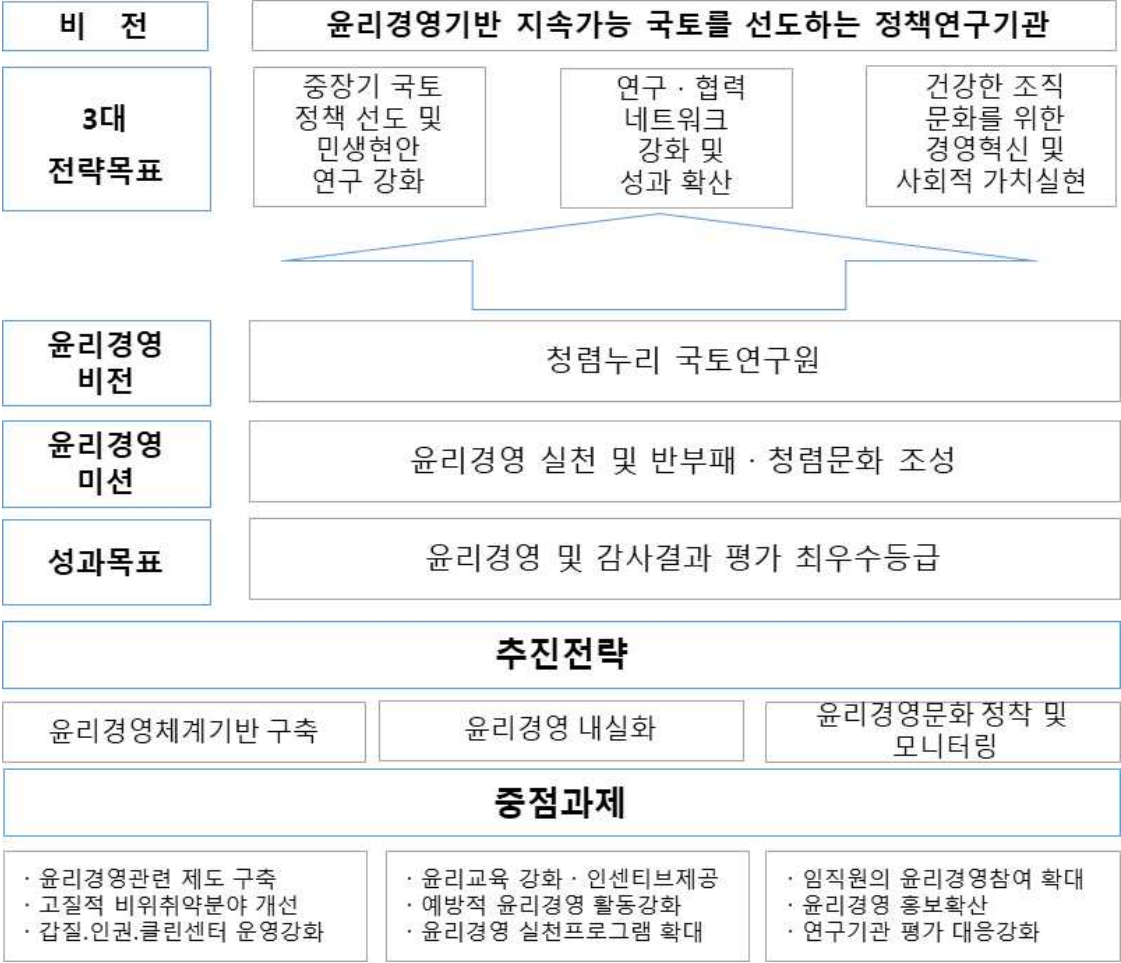 비 전
윤리경영기반 지속가능 국토를 선도하는 정책연구기관
3대
전략목표
중장기 국토
정책 선도 및
민생현안
연구 강화
연구 · 협력
네트워크
강화 및
성과 확산
건강한 조직
문화를 위한
경영혁신 및
사회적 가치실현
윤리경영
비전
청렴누리 국토연구원
윤리경영
미션
윤리경영 실천 및 반부패 · 청렴문화 조성
성과목표
윤리경영 및 감사결과 평가 최우수등급
추진전략
윤리경영체계기반 구축
윤리경영 내실화
윤리경영문화 정착 및
모니터링
중점과제
· 윤리경영관련 제도 구축
· 고질적 비위취약분야 개선
· 갑질.인권.클린센터 운영강화
· 윤리교육 강화 · 인센티브제공
· 예방적 윤리경영 활동강화
· 윤리경영 실천프로그램 확대
· 임직원의 윤리경영참여 확대
· 윤리경영 홍보확산
· 연구기관 평가 대응강화